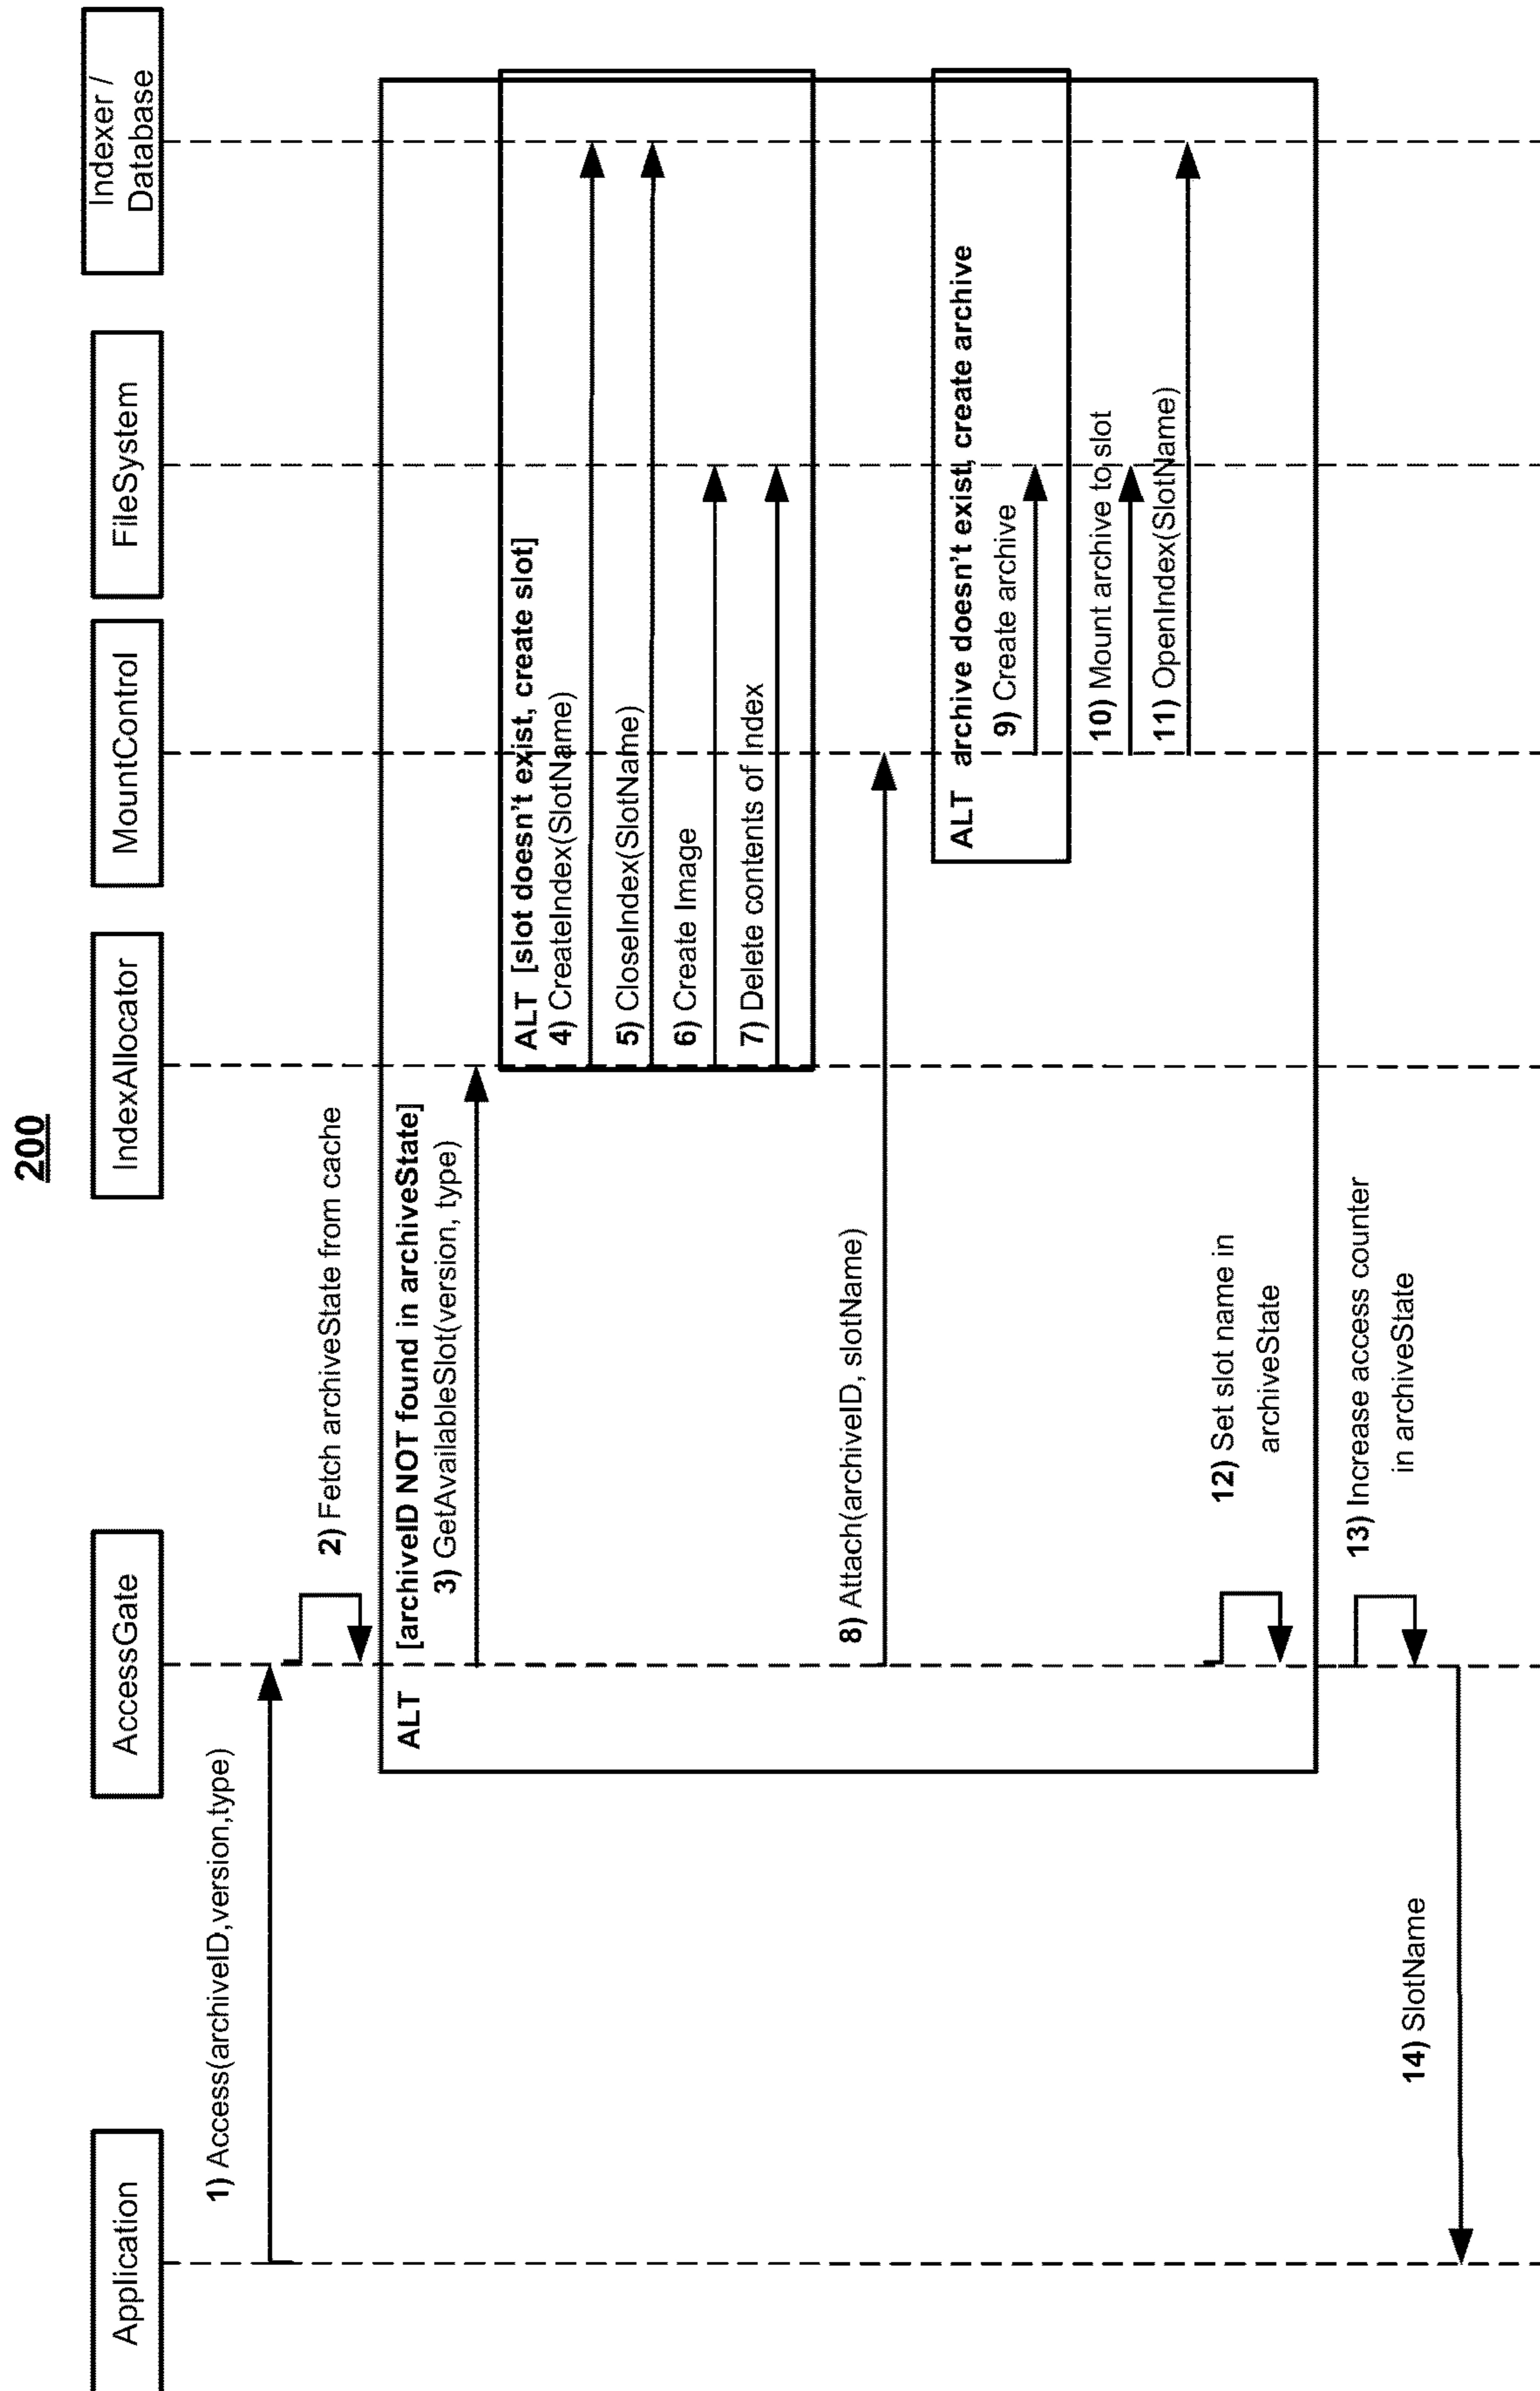 200
Application
AccessGate
IndexAllocator
MountControl
FileSystem
Indexer /
Database
1) Access(archiveID,version,type)
2) Fetch archiveState from cache
ALT [archiveID NOT found in archiveState]
3) GetAvailableSlot(version, type)
ALT [slot doesn't exist, create slot]
4) CreateIndex(SlotName)
5) CloseIndex(SlotName)
6) Create Image
7) Delete contents of Index
8) Attach(archiveID, slotName)
ALT archive doesn't exist, create archive
9) Create archive
10) Mount archive to slot
11) OpenIndex(SlotName)
12) Set slot name in
archiveState
13) Increase access counter
in archiveState
14) SlotName